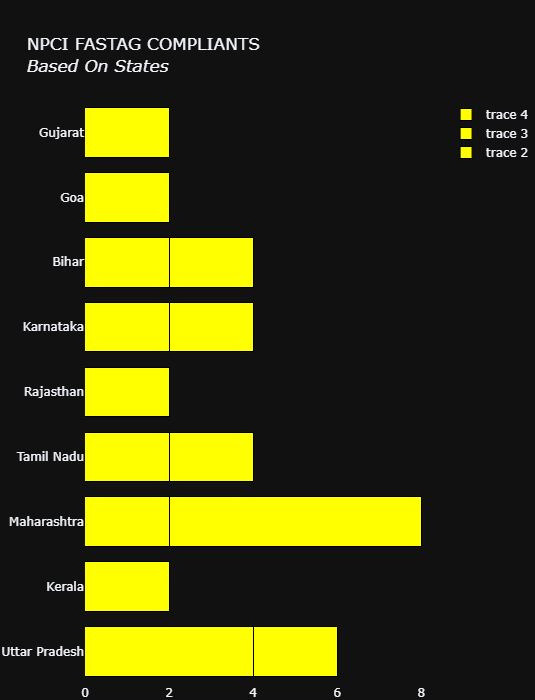 NPCI FASTAG COMPLIANTS
Based On States
trace 4
trace 3
trace 2
Gujarat
Goa
Bihar
Karnataka
Rajasthan
Tamil Nadu
Maharashtra
Kerala
Uttar Pradesh
0 2 4 6 8